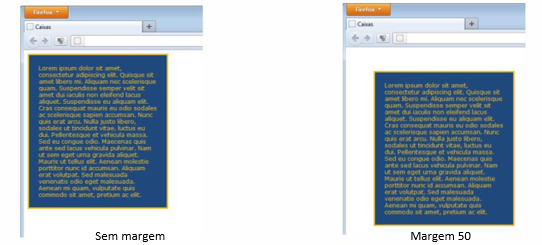 Firefox
Caixas
Lorem ipsum dolor sit amet,
consectetur adipiscing elit. Quisque sit
amet libero mi. Aliquam nec scelerisque
quam. Suspendisse semper velit sit
amet dui iaculis non eleifend lacus
aliquet. Suspendisse eu aliquam elit.
Cras consequat mauris eu odio sodales
ac scelerisque sapien accumsan. Aliquam
quis erat arcu. Nulla justo libero,
sodales ut tincidunt vitae, luctus eu
dui. Pellentesque et vehicula massa.
Sed eu congue odio. Maecenas quis
ante sed lacus vehicula pulvinar. Nam
ut sem eget urna gravida aliquet.
Mauris ut tellus elit. Aenean molestie
porttitor nunc id accumsan. Aliquam
erat volutpat. Sed malesuada
venenatis odio eget malesuada.
Aenean mi quam, vulputate quis
commodo sit amet, pretium ac elit.
Sem margem
Firefox
Caixas
Lorem ipsum dolor sit amet,
consectetur adipiscing elit. Quisque sit
amet libero mi. Aliquam nec scelerisque
quam. Suspendisse semper velit sit
amet dui iaculis non eleifend lacus
aliquet. Suspendisse eu aliquam elit.
Cras consequat mauris eu odio sodales
ac scelerisque sapien accumsan. Aliquam
quis erat arcu. Nulla justo libero,
sodales ut tincidunt vitae, luctus eu
dui. Pellentesque et vehicula massa.
Sed eu congue odio. Maecenas quis
ante sed lacus vehicula pulvinar. Nam
ut sem eget urna gravida aliquet.
Mauris ut tellus elit. Aenean molestie
porttitor nunc id accumsan. Aliquam
erat volutpat. Sed malesuada
venenatis odio eget malesuada.
Aenean mi quam, vulputate quis
commodo sit amet, pretium ac elit.
Margem 50